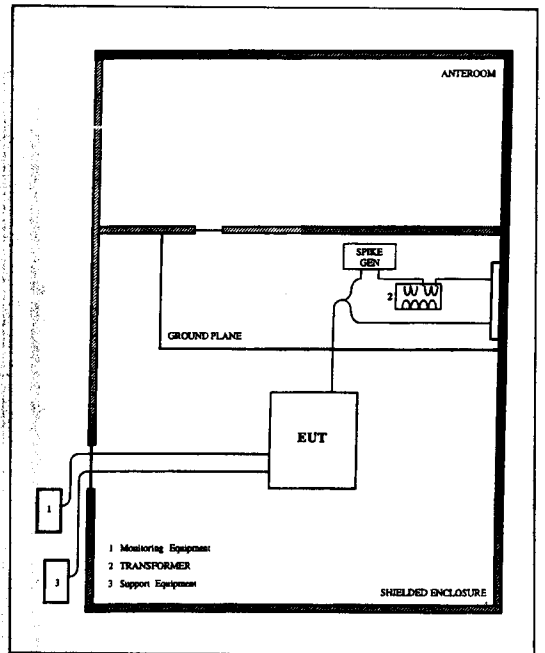 ANTEROOM
SPIKE
GEN
2
GROUND PLANE
EUT
1
1 Monitoring Equipment
2 TRANSFORMER
3 Support Equipment
3
SHIELDED ENCLOSURE